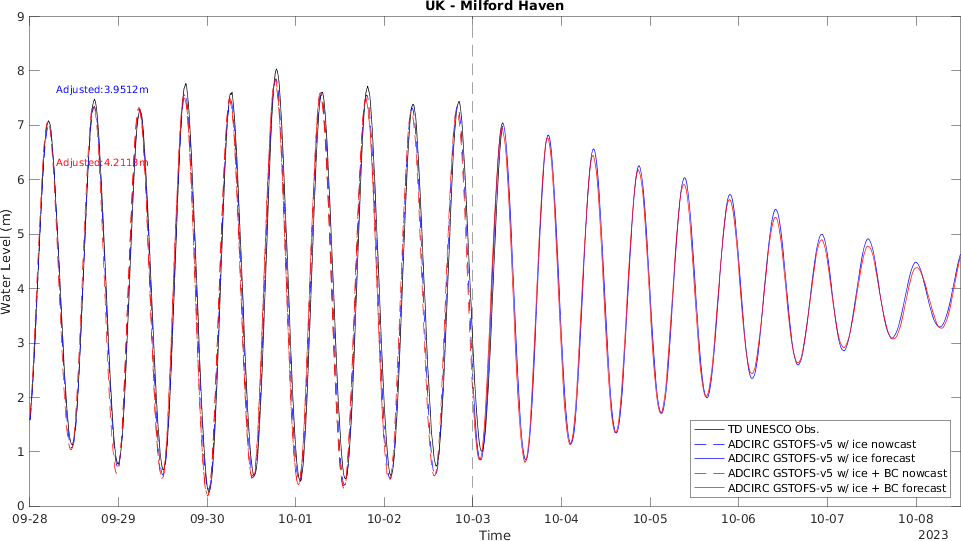 UK - Milford Haven
9
8
7
6
5
4
3
2
1
0
Water Level (m)
Adjusted:3.9512m
Adjusted:4.2113m
TD UNESCO Obs.
ADCIRC GSTOFS-v5 w/ ice nowcast
ADCIRC GSTOFS-v5 w/ ice forecast
ADCIRC GSTOFS-v5 w/ ice + BC nowcast
ADCIRC GSTOFS-v5 w/ ice + BC forecast
09-28 09-29 09-30 10-01 10-02 10-03 10-04 10-05 10-06 10-07 10-08
Time
2023